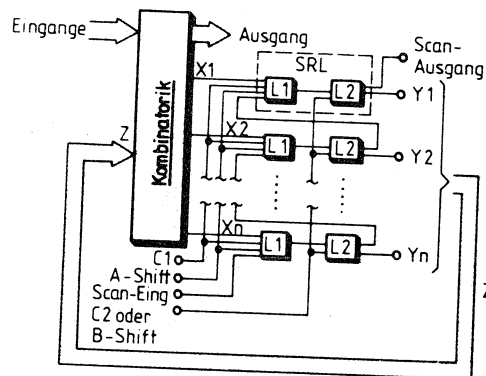 Eingange
Ausgang
Scan-
Ausgang
SRL
X1
L1
L2
Y1
Z
Kombinatorik
X2
L1
L2
Y2
Xn
L1
L2
Yn
C1
A-Shift
Scan-Eing
C2 oder
B-Shift